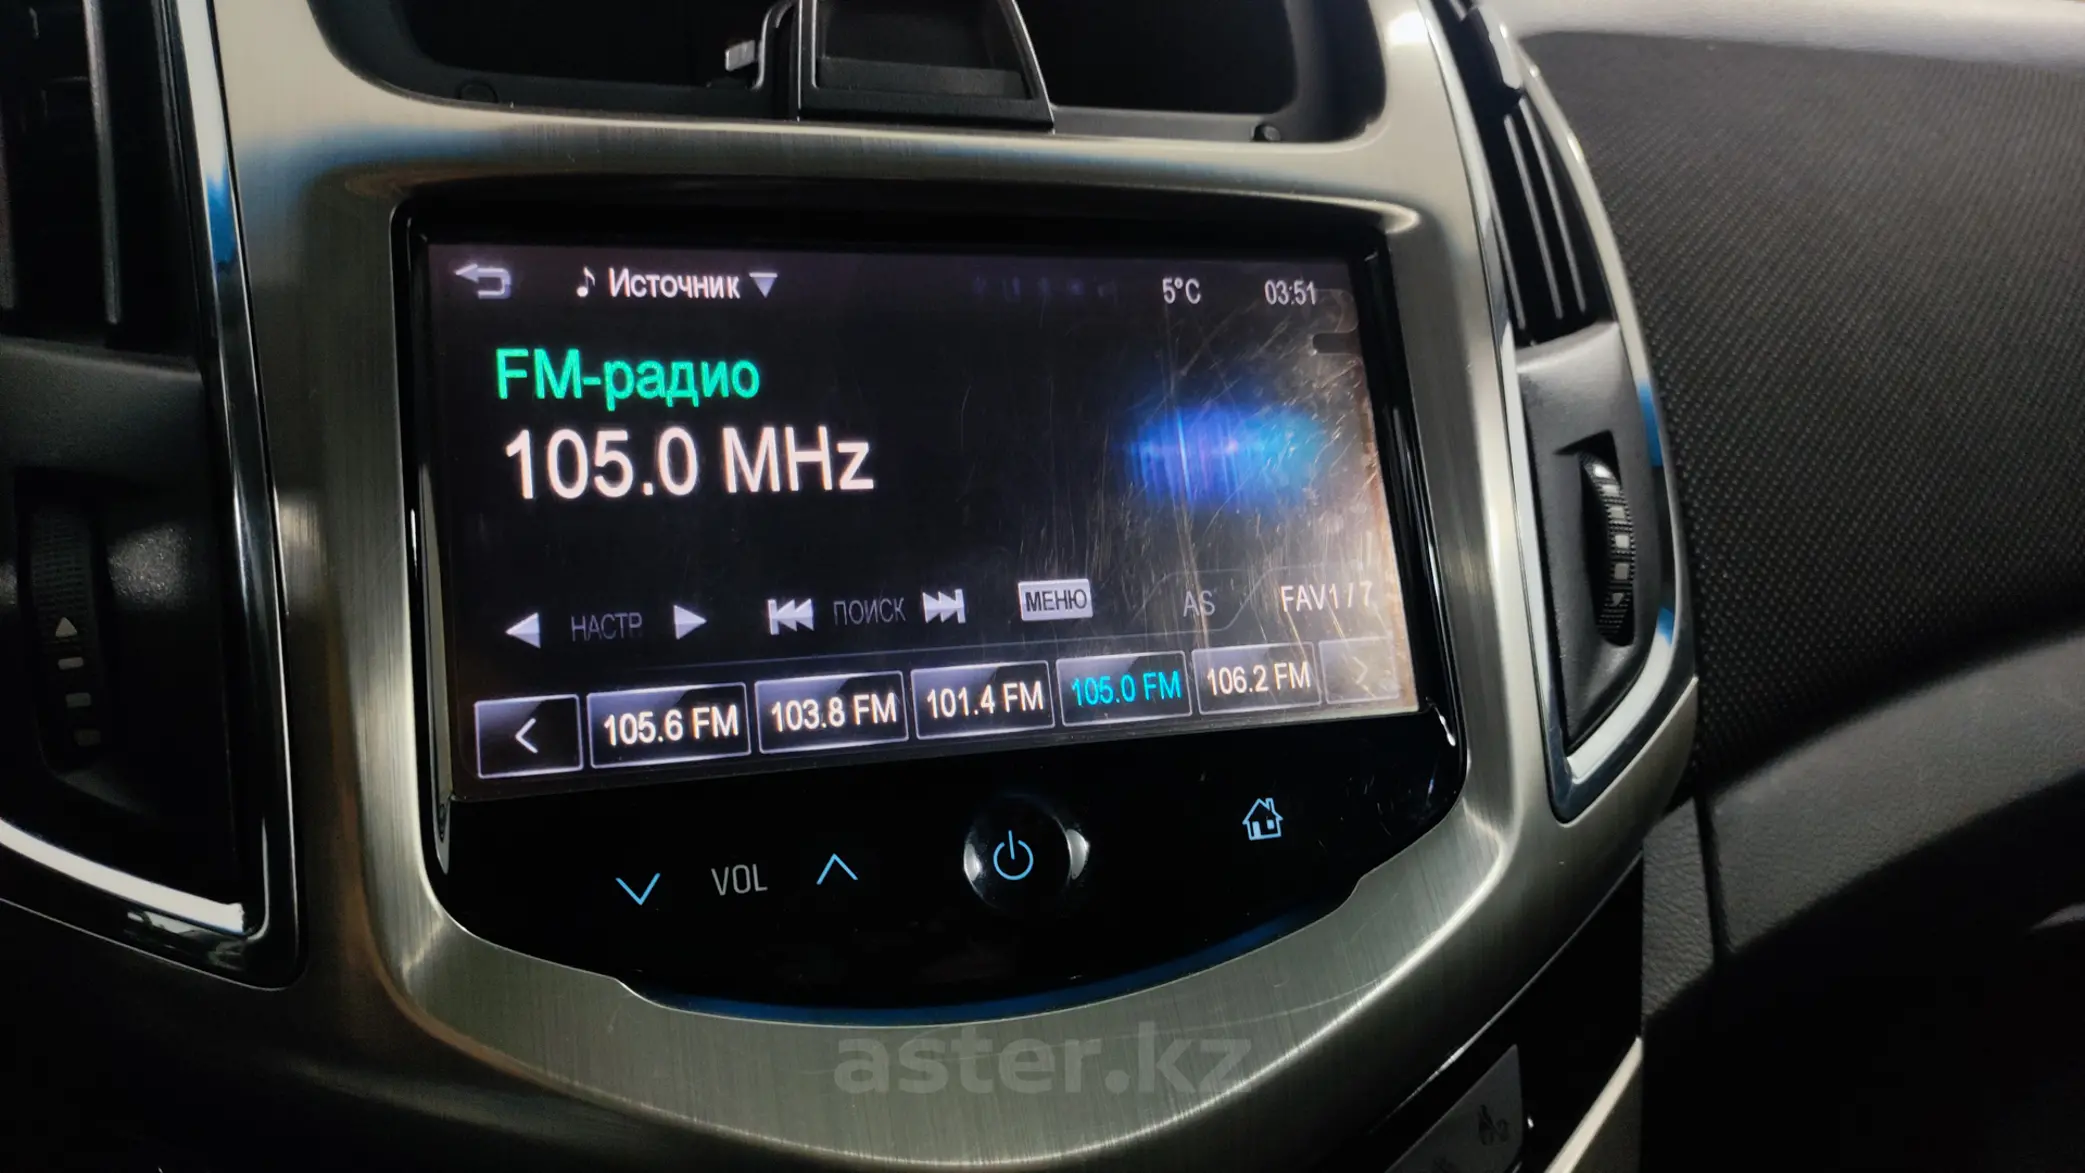 Источник 5°C 03:51
FM-радио
105.0 MHz
НАСТР. ПОИСК МЕНЮ AS FAV1/7
< 105.6 FM 103.8 FM 101.4 FM 105.0 FM 106.2 FM >
VOL
aster.kz